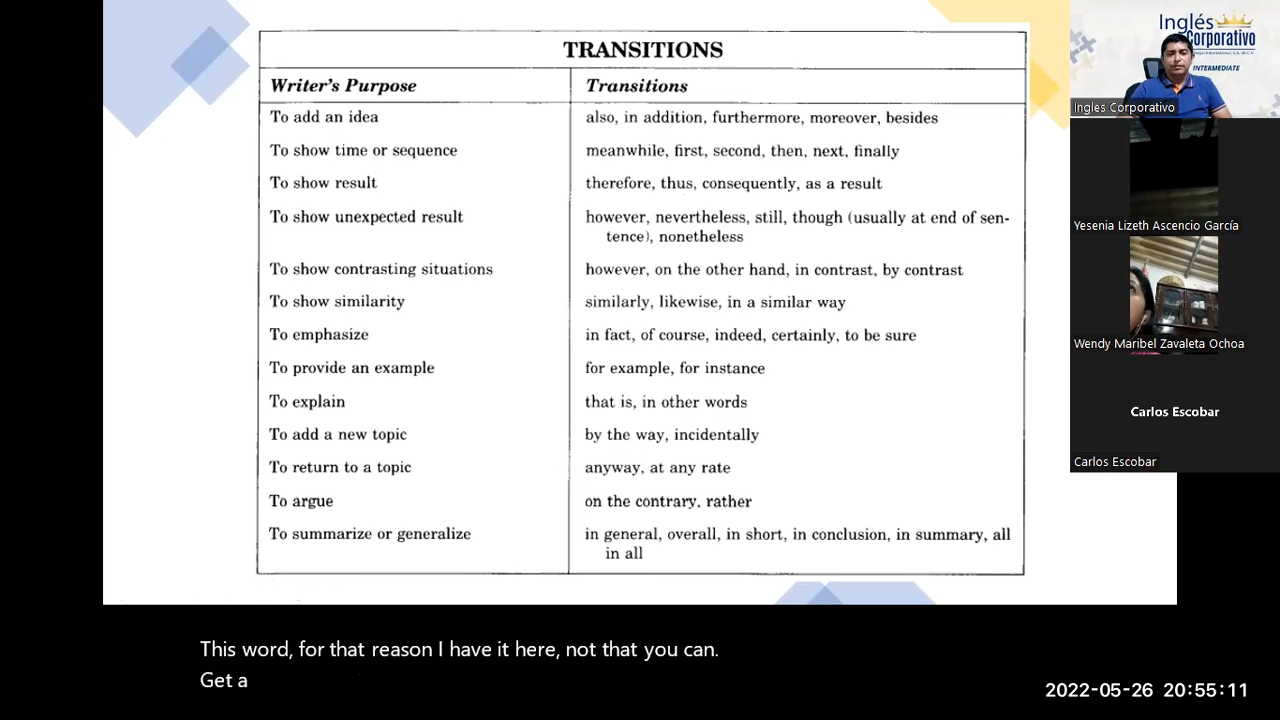 TRANSITIONS
Writer's Purpose Transitions
To add an idea also, in addition, furthermore, moreover, besides
To show time or sequence meanwhile, first, second, then, next, finally
To show result therefore, thus, consequently, as a result
To show unexpected result however, nevertheless, still, though (usually at end of sen-
tence), nonetheless
To show contrasting situations however, on the other hand, in contrast, by contrast
To show similarity similarly, likewise, in a similar way
To emphasize in fact, of course, indeed, certainly, to be sure
To provide an example for example, for instance
To explain that is, in other words
To add a new topic by the way, incidentally
To return to a topic anyway, at any rate
To argue on the contrary, rather
To summarize or generalize in general, overall, in short, in conclusion, in summary, all
in all
Inglés
Corporativo
INTERMEDIATE
Ingles Corporativo
Yesenia Lizeth Ascencio García
Wendy Maribel Zavaleta Ochoa
Carlos Escobar
Carlos Escobar
This word, for that reason I have it here, not that you can.
Get a
2022-05-26 20:55:11